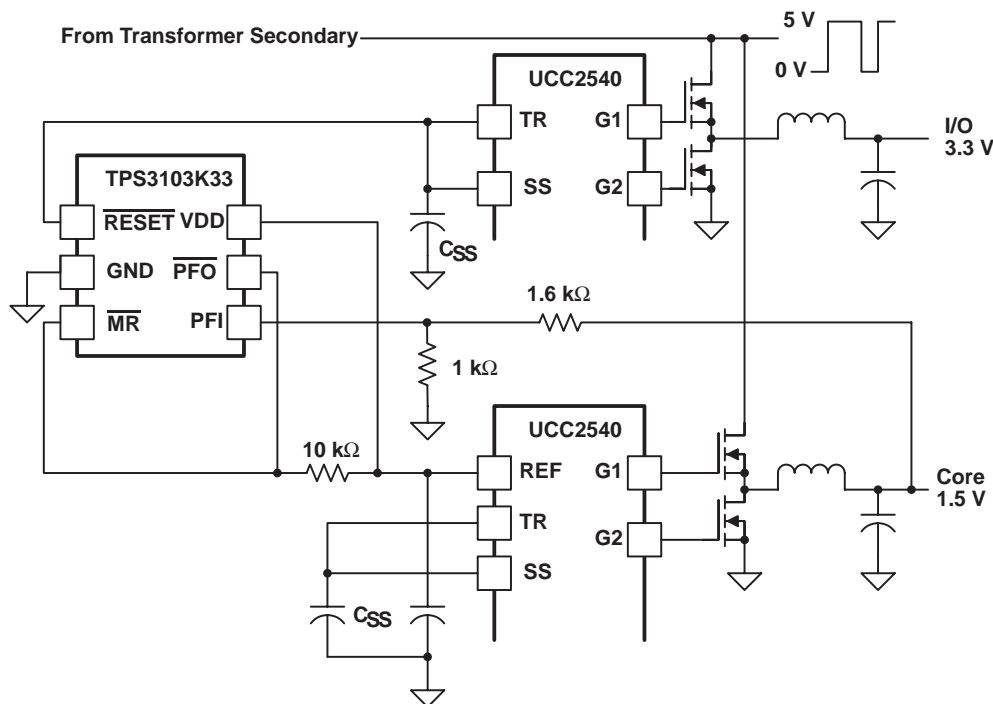 From Transformer Secondary
5 V
0 V
UCC2540
TR
G1
SS
G2
I/O
3.3 V
TPS3103K33
RESET VDD
GND PFO
MR PFI
CSS
1.6 kΩ
1 kΩ
UCC2540
10 kΩ
REF
G1
TR
G2
SS
Core
1.5 V
CSS